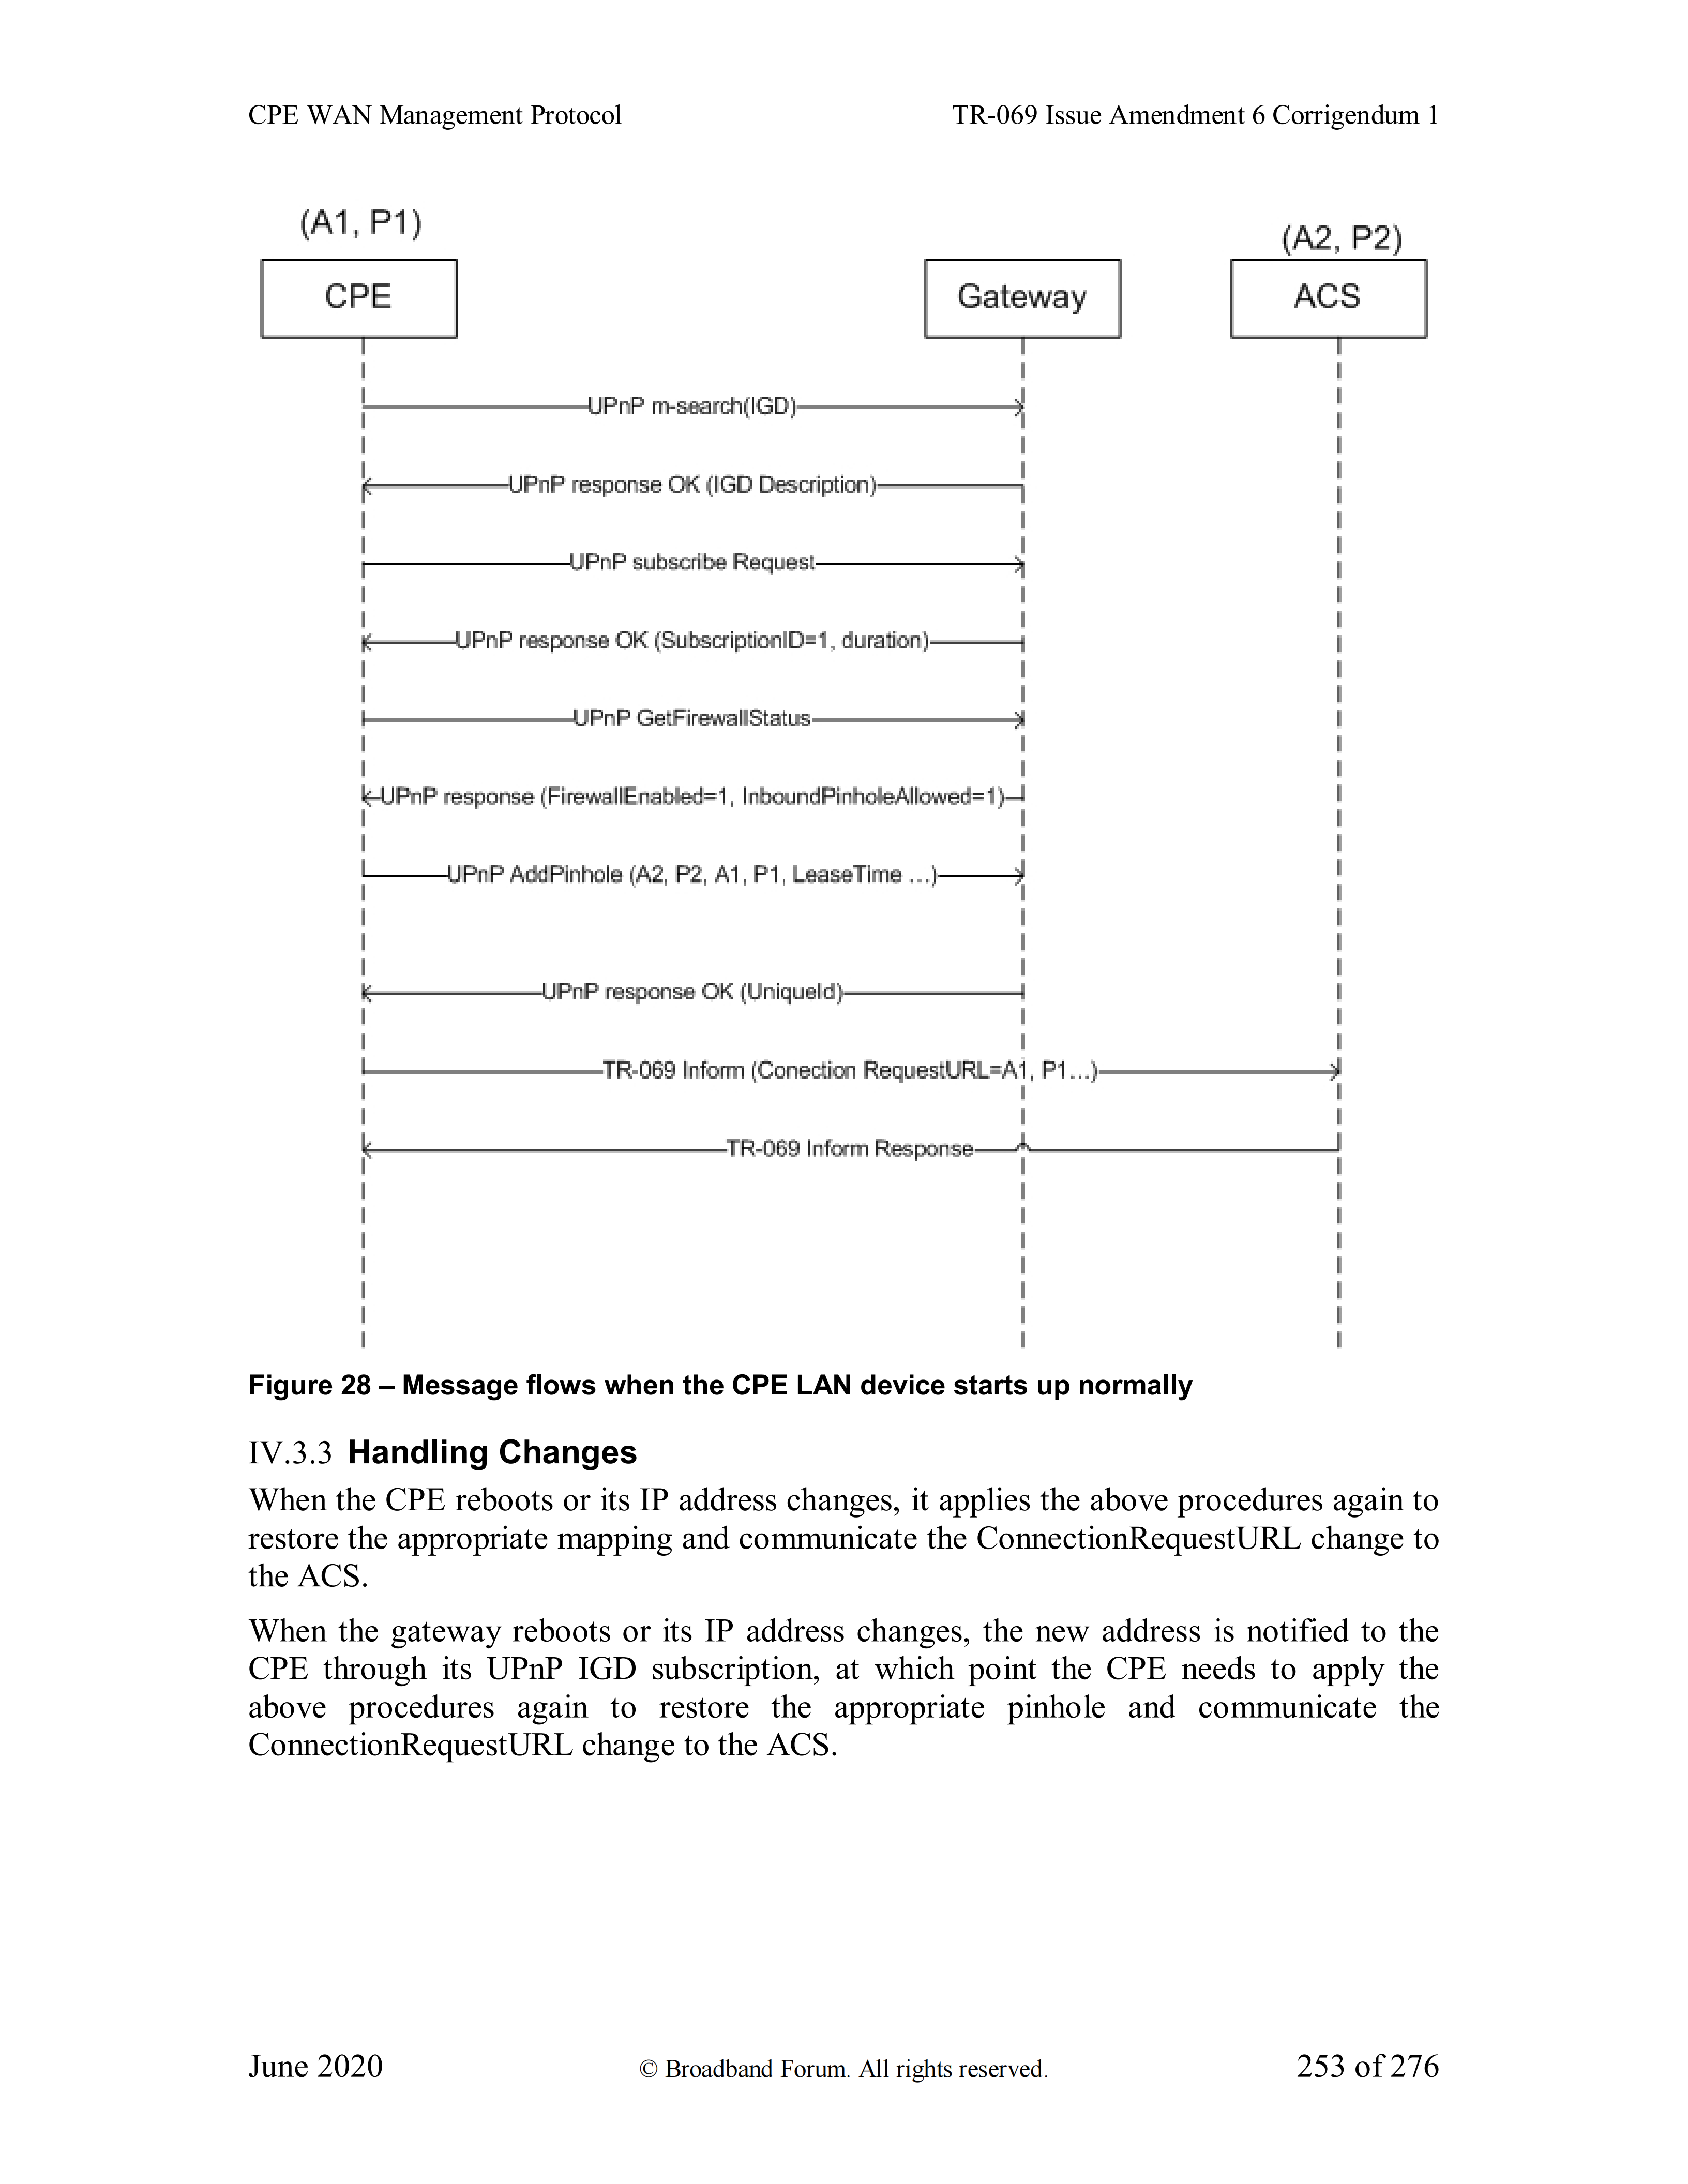 CPE WAN Management Protocol TR-069 Issue Amendment 6 Corrigendum 1
(A1, P1)
(A2, P2)
CPE Gateway ACS
UPnP m-search(IGD)
UPnP response OK (IGD Description)
UPnP subscribe Request
UPnP response OK (SubscriptionID=1, duration)
UPnP GetFirewallStatus
UPnP response (FirewallEnabled=1, InboundPinholeAllowed=1)
UPnP AddPinhole (A2, P2, A1, P1, LeaseTime ...)
UPnP response OK (UniqueId)
TR-069 Inform (Conection RequestURL=A1, P1...)
TR-069 Inform Response
Figure 28 – Message flows when the CPE LAN device starts up normally
IV.3.3 Handling Changes
When the CPE reboots or its IP address changes, it applies the above procedures again to
restore the appropriate mapping and communicate the ConnectionRequestURL change to
the ACS.
When the gateway reboots or its IP address changes, the new address is notified to the
CPE through its UPnP IGD subscription, at which point the CPE needs to apply the
above procedures again to restore the appropriate pinhole and communicate the
ConnectionRequestURL change to the ACS.
June 2020 © Broadband Forum. All rights reserved. 253 of 276